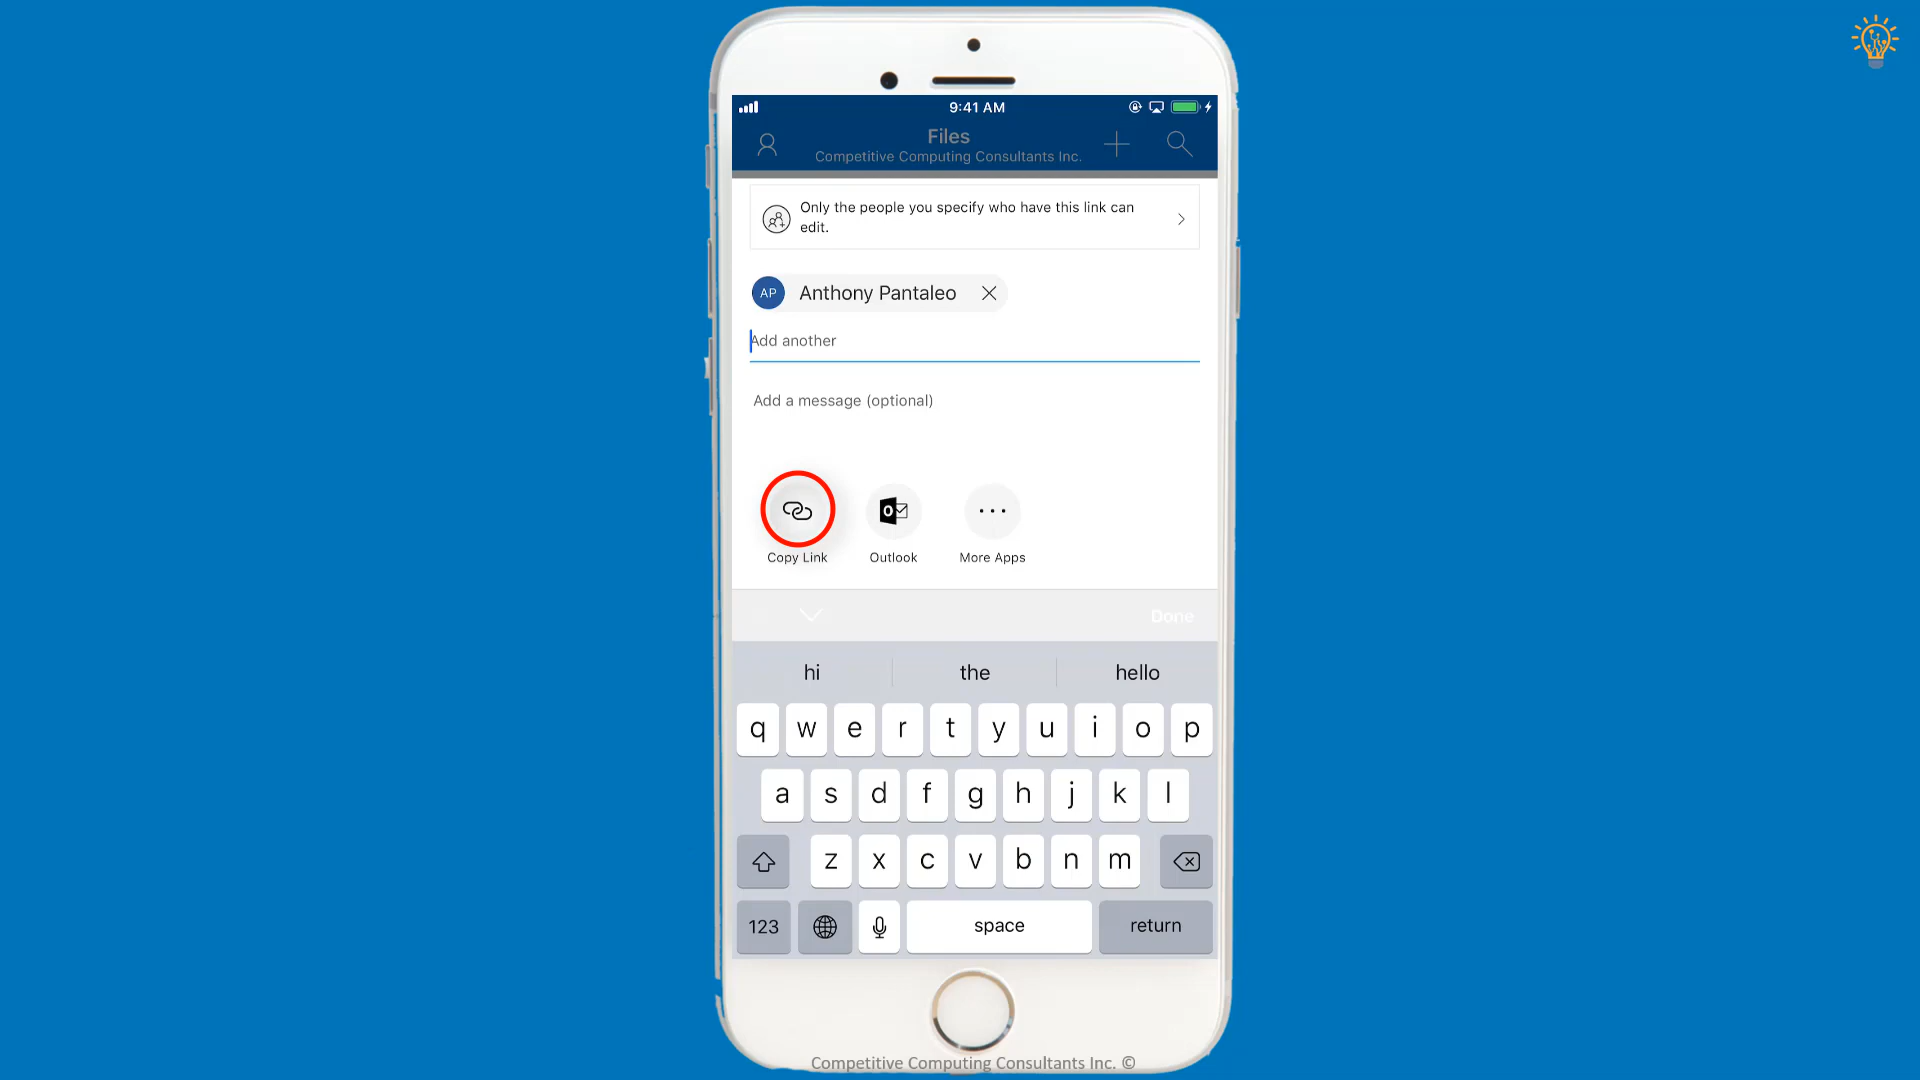 9:41 AM
Files
Competitive Computing Consultants Inc.
Only the people you specify who have this link can
edit.
AP Anthony Pantaleo
Add another
Add a message (optional)
Copy Link Outlook More Apps
Done
hi the hello
q w e r t y u i o p
a s d f g h j k l
z x c v b n m
123 space return
Competitive Computing Consultants Inc. ©